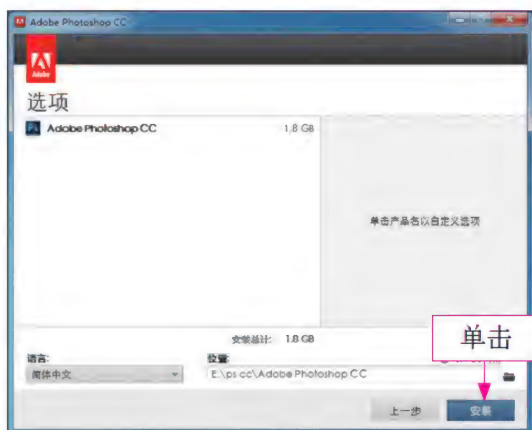 Adobe Photoshop CC
Adobe
选项
Adobe Photoshop CC 1.8 GB
单击产品名以自定义选项
安装总计: 1.8 GB
单击
语言: 位置:
简体中文 E:\ps cc\Adobe Photoshop CC
上一步 安装